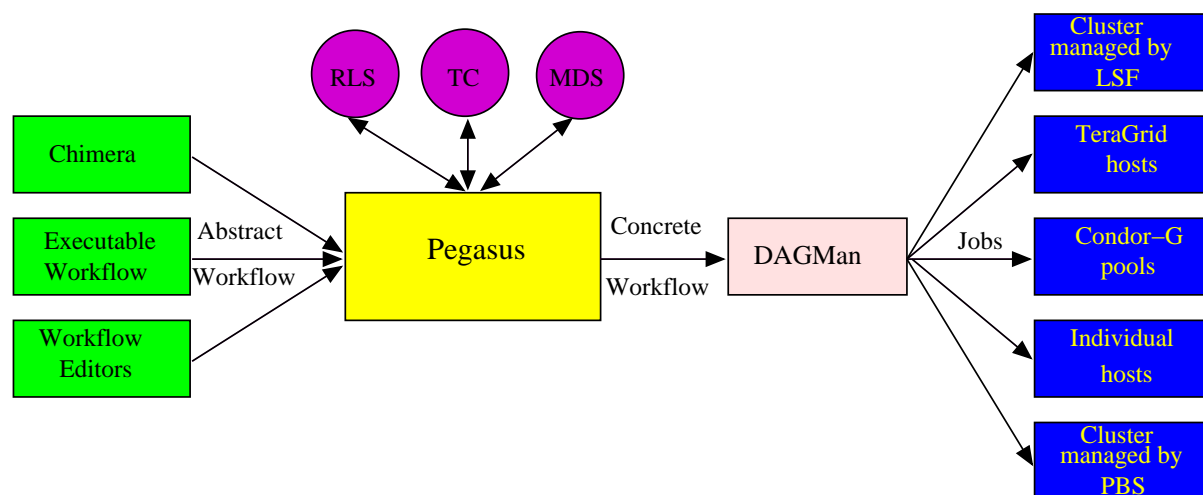 RLS
TC
MDS
Chimera
Executable
Workflow
Workflow
Editors
Abstract
Workflow
Pegasus
Concrete
Workflow
DAGMan
Jobs
Cluster
managed by
LSF
TeraGrid
hosts
Condor–G
pools
Individual
hosts
Cluster
managed by
PBS